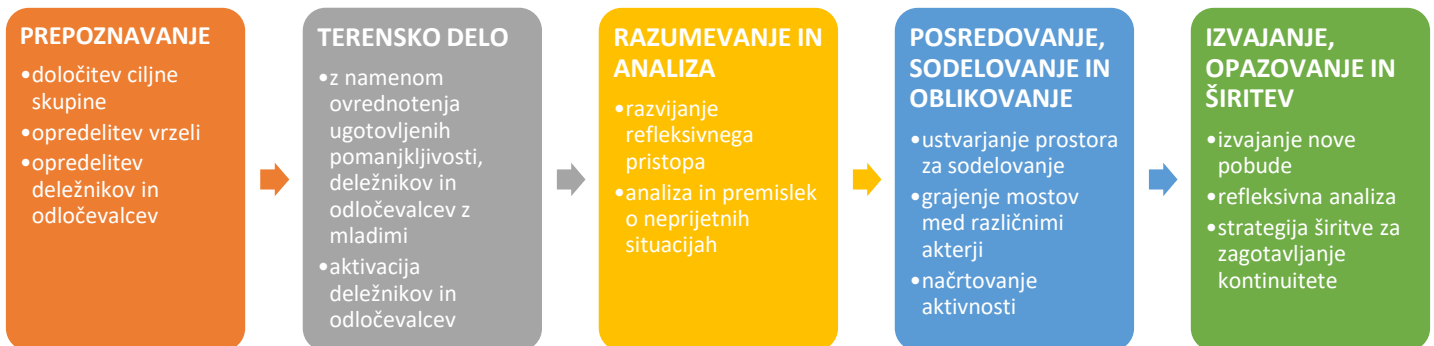 PREPOZNAVANJE
•določitev ciljne
skupine
•opredelitev vrzeli
•opredelitev
deležnikov in
odločevalcev
TERENSKO DELO
•z namenom
ovrednotenja
ugotovljenih
pomanjkljivosti,
deležnikov in
odločevalcev z
mladimi
•aktivacija
deležnikov in
odločevalcev
RAZUMEVANJE IN
ANALIZA
•razvijanje
refleksivnega
pristopa
•analiza in premislek
o neprijetnih
situacijah
POSREDOVANJE,
SODELOVANJE IN
OBLIKOVANJE
•ustvarjanje prostora
za sodelovanje
•grajenje mostov
med različnimi
akterji
•načrtovanje
aktivnosti
IZVAJANJE,
OPAZOVANJE IN
ŠIRITEV
•izvajanje nove
pobude
•refleksivna analiza
•strategija širitve za
zagotavljanje
kontinuitete